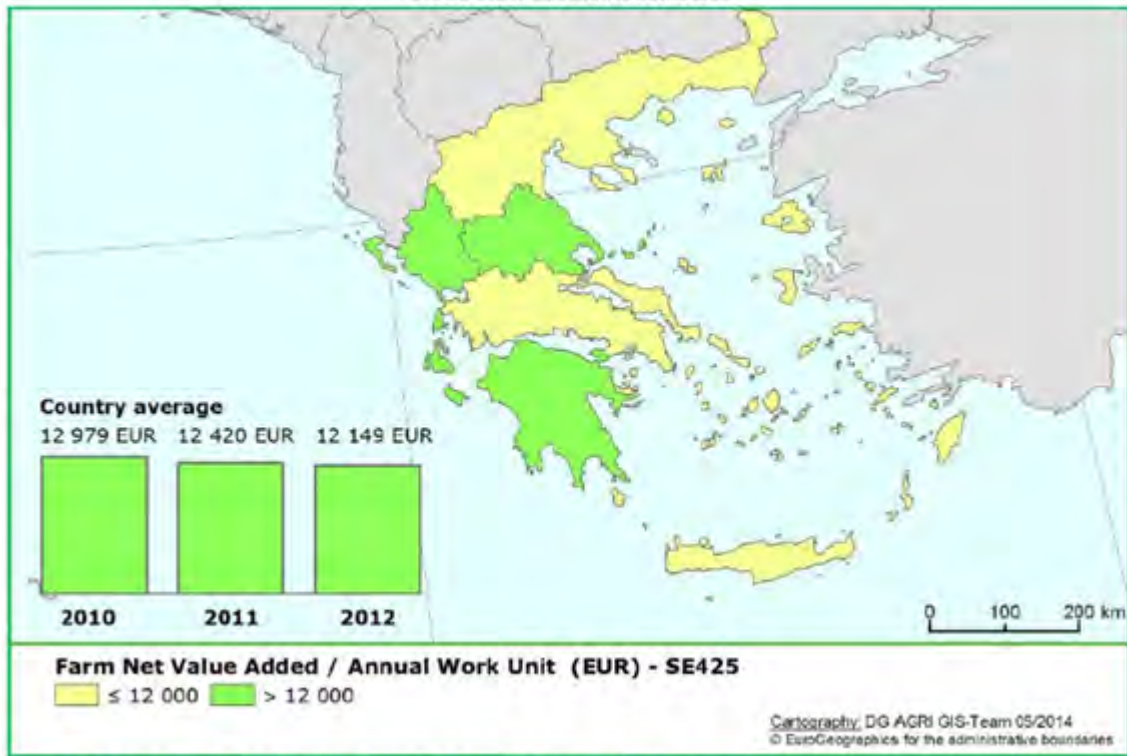 Country average
12 979 EUR 12 420 EUR 12 149 EUR
2010 2011 2012
0 100 200 km
Farm Net Value Added / Annual Work Unit (EUR) - SE425
≤ 12 000 > 12 000
Cartography: DG AGRI GIS-Team 05/2014
© EuroGeographics for the administrative boundaries